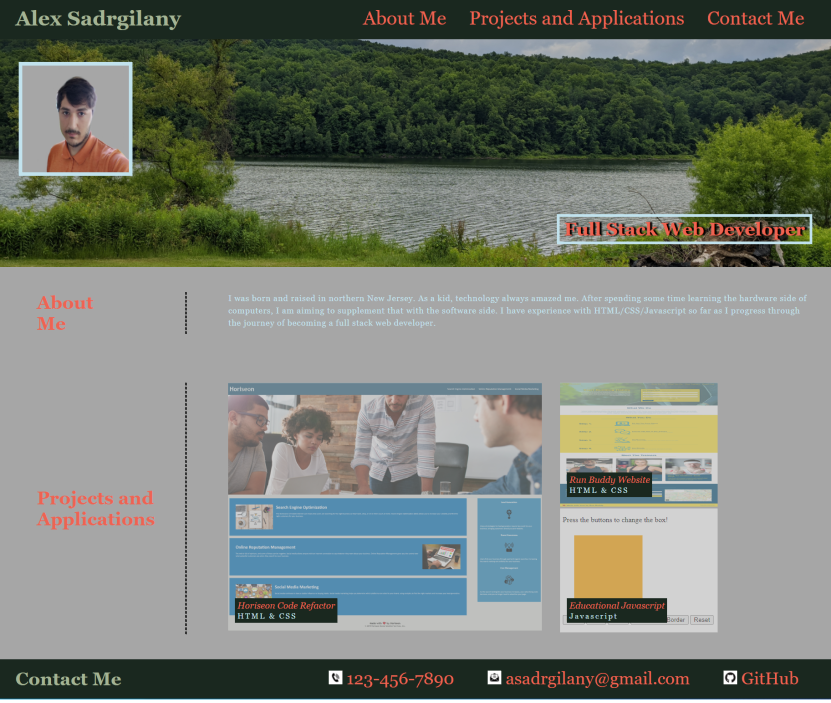 Alex Sadrgilany
About Me Projects and Applications Contact Me
Full Stack Web Developer
About
Me
I was born and raised in northern New Jersey. As a kid, technology always amazed me. After spending some time learning the hardware side of
computers, I am aiming to supplement that with the software side. I have experience with HTML/CSS/Javascript so far as I progress through
the journey of becoming a full stack web developer.
Projects and
Applications
Horiseon
Search Engine Optimization
Online Reputation Management
Social Media Marketing
Horiseon Code Refactor
HTML & CSS
Run Buddy Website
HTML & CSS
Press the buttons to change the box!
Educational Javascript
Javascript
Border Reset
Contact Me
123-456-7890
asadrgilany@gmail.com
GitHub